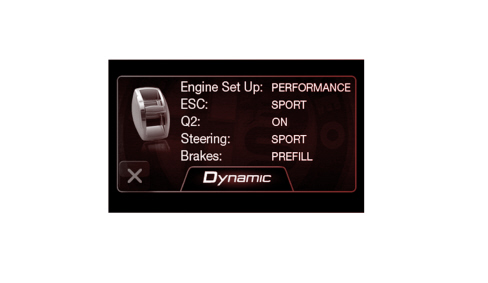 Engine Set Up: PERFORMANCE
ESC: SPORT
Q2: ON
Steering: SPORT
Brakes: PREFILL
Dynamic